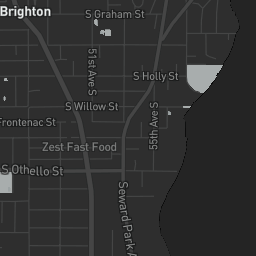 Brighton
S Graham St
51st Ave S
S Holly St
S Willow St
55th Ave S
Frontenac St
Zest Fast Food
S Othello St
Seward Park A